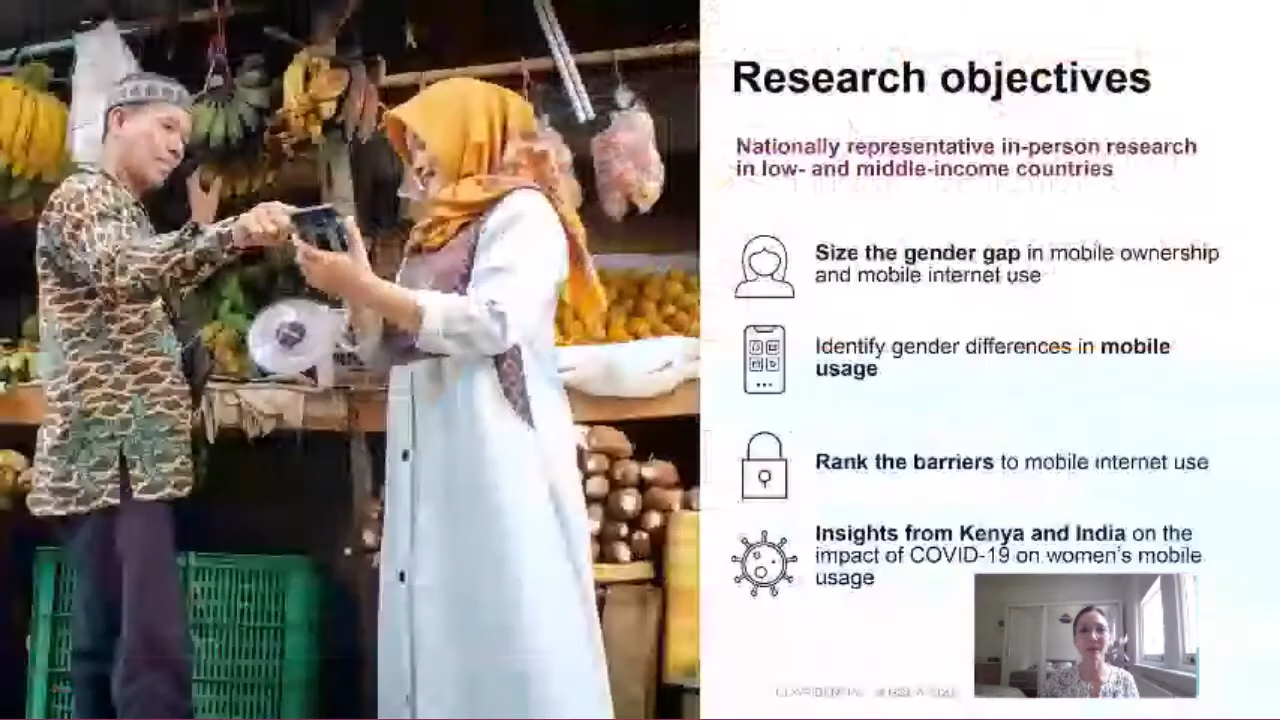 Research objectives
Nationally representative in-person research
in low- and middle-income countries
Size the gender gap in mobile ownership
and mobile internet use
Identify gender differences in mobile
usage
Rank the barriers to mobile internet use
Insights from Kenya and India on the
impact of COVID-19 on women's mobile
usage